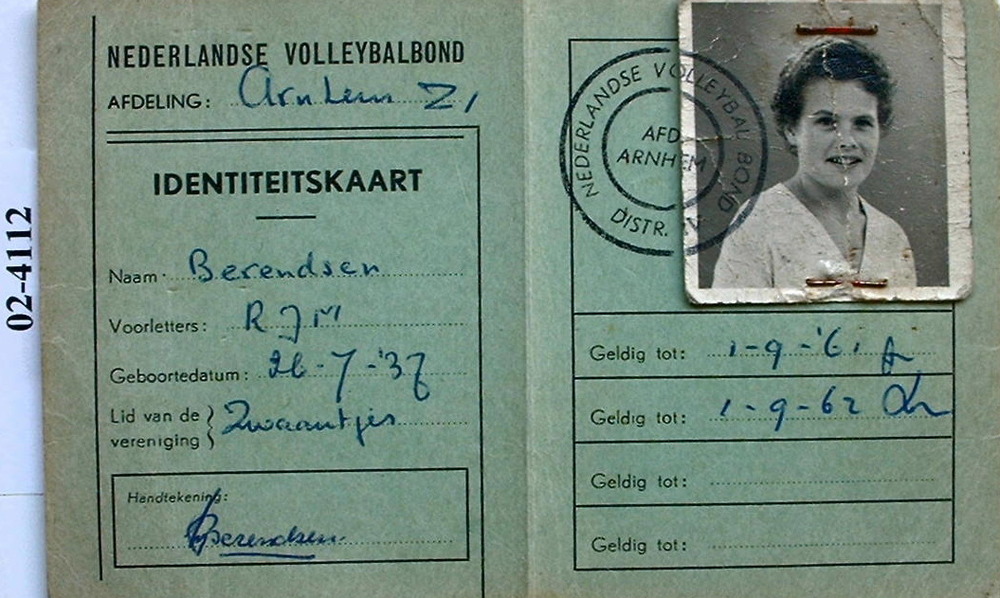 02-4112
NEDERLANDSE VOLLEYBALBOND
AFDELING: Arnhem Z,
IDENTITEITSKAART
Naam: Berendsen
Voorletters: R J M
Geboortedatum: 26-7-'37
Lid van de vereniging } Zwaantjes
Handtekening:
Berendsen
NEDERLANDSE VOLLEYBAL BOND
AFD.
ARNHEM
DISTR.
Geldig tot: 1-9-'61
Geldig tot: 1-9-62
Geldig tot:
Geldig tot: